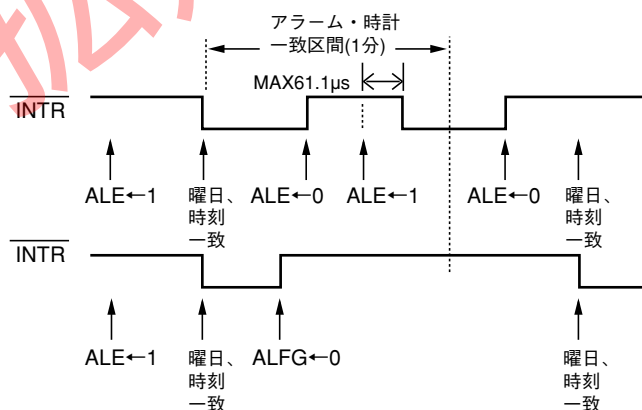 アラーム・時計
一致区間(1分)
MAX61.1μs
INTR
ALE←1
曜日、
時刻
一致
ALE←0
ALE←1
ALE←0
曜日、
時刻
一致
INTR
ALE←1
曜日、
時刻
一致
ALFG←0
曜日、
時刻
一致